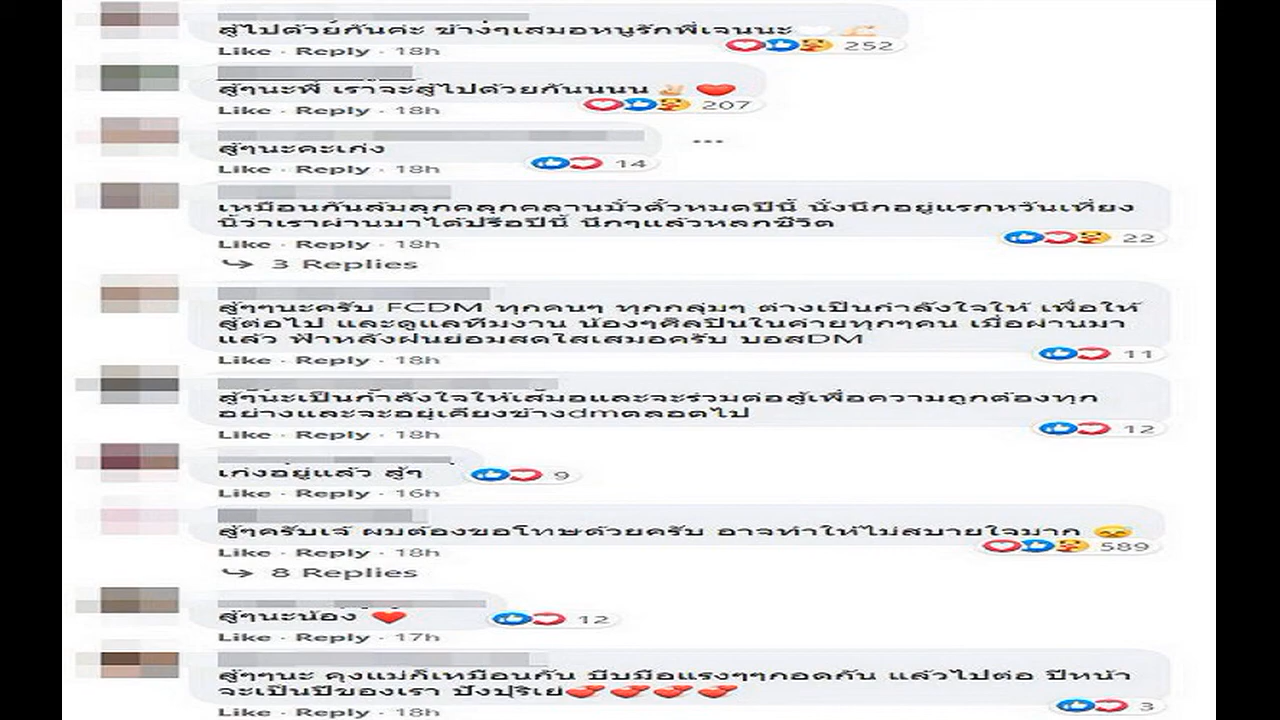 สู้ไปด้วยกันค่ะ ข้างๆเสมอหนูรักพี่เจนนะ
252
Like · Reply · 18h
สู้ๆนะพี่ เราจะสู้ไปด้วยกันนนน
207
Like · Reply · 18h
สู้ๆนะคะเก่ง
14
Like · Reply · 18h
เหมือนกันล้มลุกคลุกคลานมั่วตั้วหมดปีนี้ นั่งนึกอยู่แรกหวันเที่ยง
นี้ว่าเราผ่านมาได้ปรือปีนี้ นึกๆแล้วหลกชีวิต
22
Like · Reply · 18h
3 Replies
สู้ๆๆนะครับ FCDM ทุกคนๆ ทุกกลุ่มๆ ต่างเป็นกำลังใจให้ เพื่อให้
สู้ต่อไป และดูแลทีมงาน น้องๆศิลปินในค่ายทุกๆคน เมื่อผ่านมา
แล้ว ฟ้าหลังฝนย่อมสดใสเสมอครับ บอสDM
11
Like · Reply · 18h
สู้ๆนะเป็นกำลังใจให้เสมอและจะร่วมต่อสู้เพื่อความถูกต้องทุก
อย่างและจะอยู่เคียงข้างdmตลอดไป
12
Like · Reply · 18h
เก่งอยู่แล้ว สู้ๆ
9
Like · Reply · 16h
สู้ๆครับเจ้ ผมต้องขอโทษด้วยครับ อาจทำให้ไม่สบายใจมาก
589
Like · Reply · 18h
8 Replies
สู้ๆนะน้อง
12
Like · Reply · 17h
สู้ๆๆนะ คุงแม่ก็เหมือนกัน บีบมือแรงๆๆกอดกัน แล้วไปต่อ ปีหน้า
จะเป็นปีของเรา ปังปุริเย่
3
Like · Reply · 18h